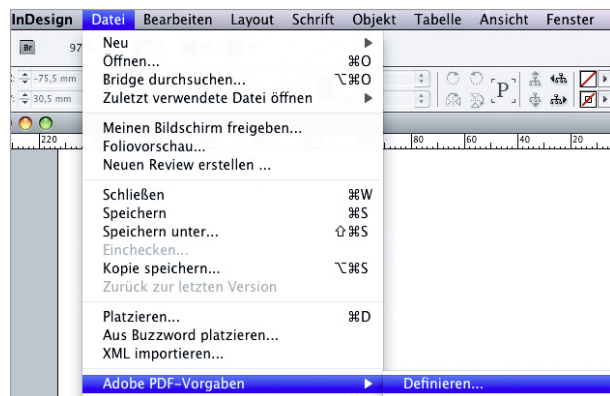 InDesign Datei Bearbeiten Layout Schrift Objekt Tabelle Ansicht Fenster
Br 97
Neu
Öffnen... ⌘O
Bridge durchsuchen... ⌥⌘O
Zuletzt verwendete Datei öffnen
X: -75,5 mm
Y: 30,5 mm
P
Meinen Bildschirm freigeben...
Foliovorschau...
Neuen Review erstellen ...
220 80 60 40 20
Schließen ⌘W
Speichern ⌘S
Speichern unter... ⇧⌘S
Einchecken...
Kopie speichern... ⌥⌘S
Zurück zur letzten Version
Platzieren... ⌘D
Aus Buzzword platzieren...
XML importieren...
Adobe PDF-Vorgaben Definieren...